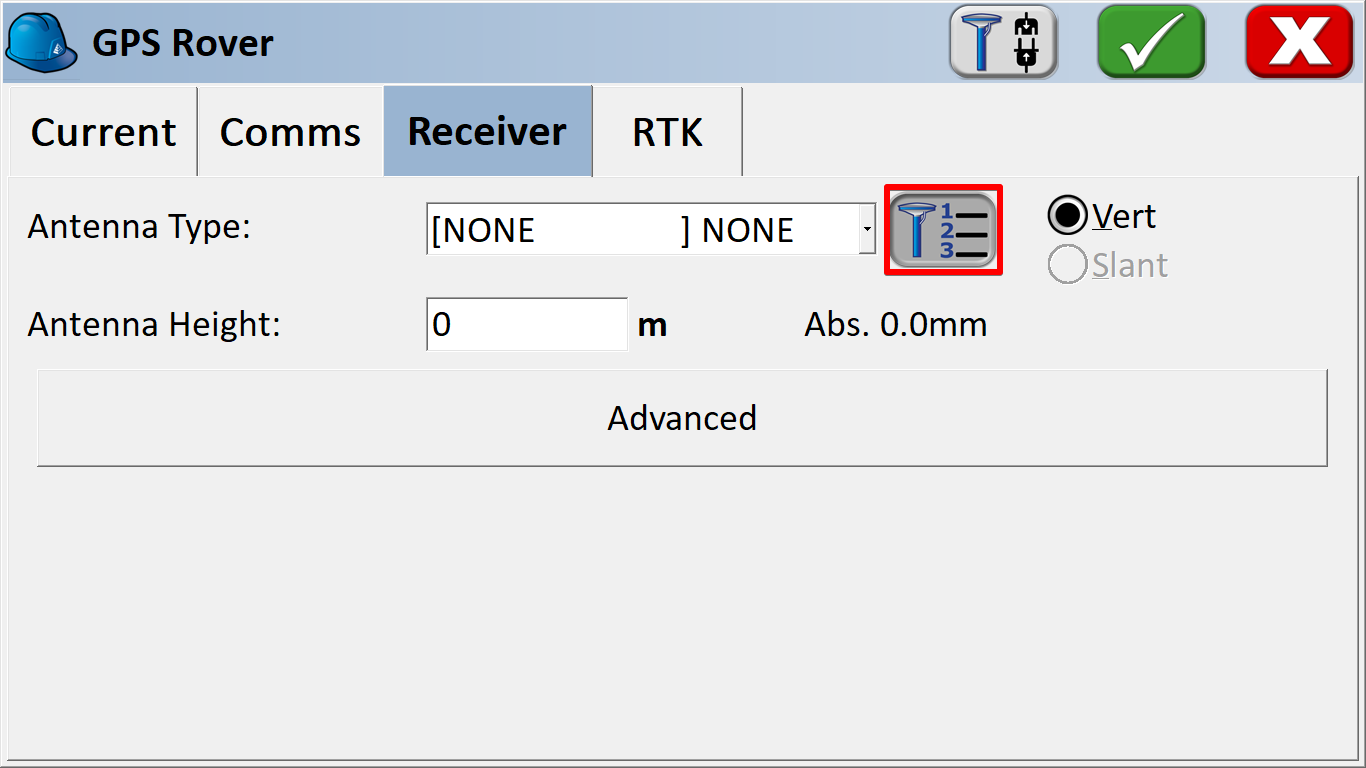 GPS Rover
Current Comms Receiver RTK
Antenna Type: [NONE ] NONE 1 2 3 Vert
Slant
Antenna Height: 0 m Abs. 0.0mm
Advanced